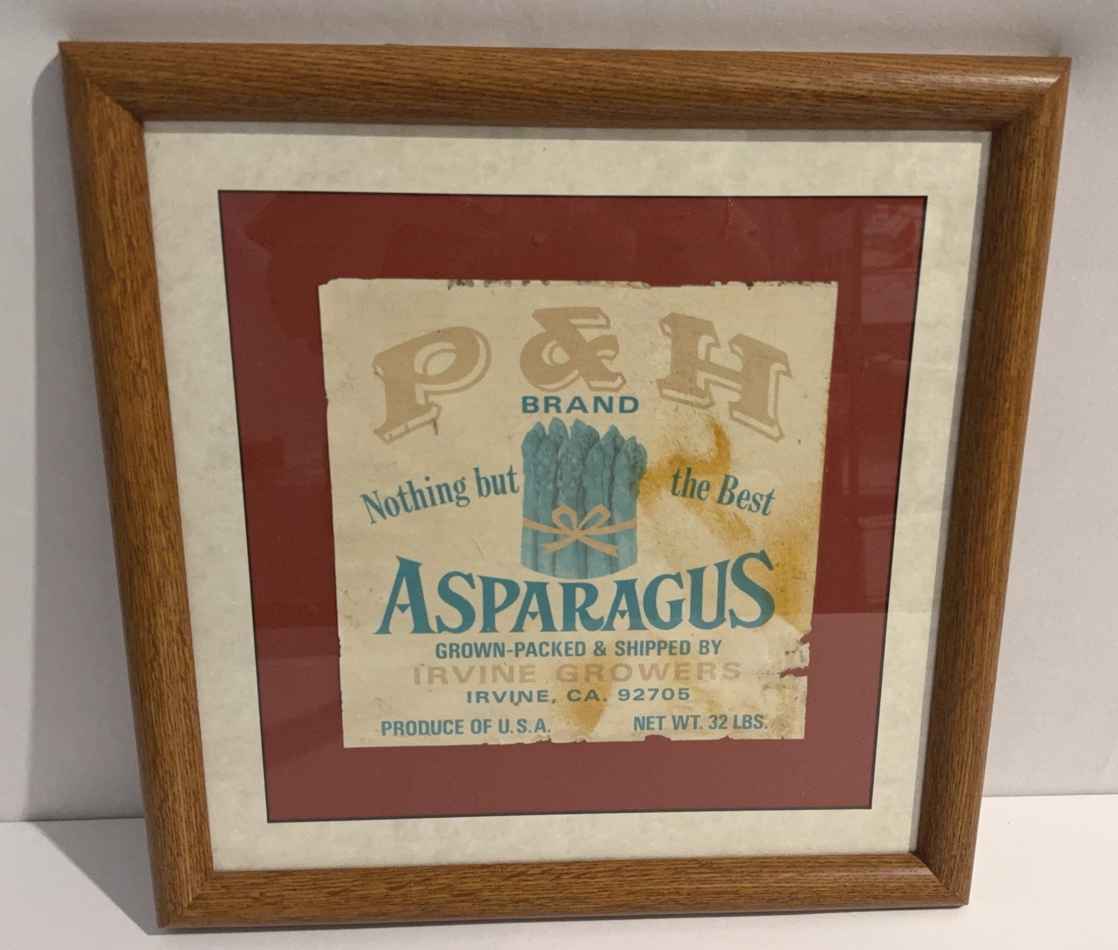 P & H
BRAND
Nothing but the Best
ASPARAGUS
GROWN-PACKED & SHIPPED BY
IRVINE GROWERS
IRVINE, CA. 92705
PRODUCE OF U.S.A. NET WT. 32 LBS.